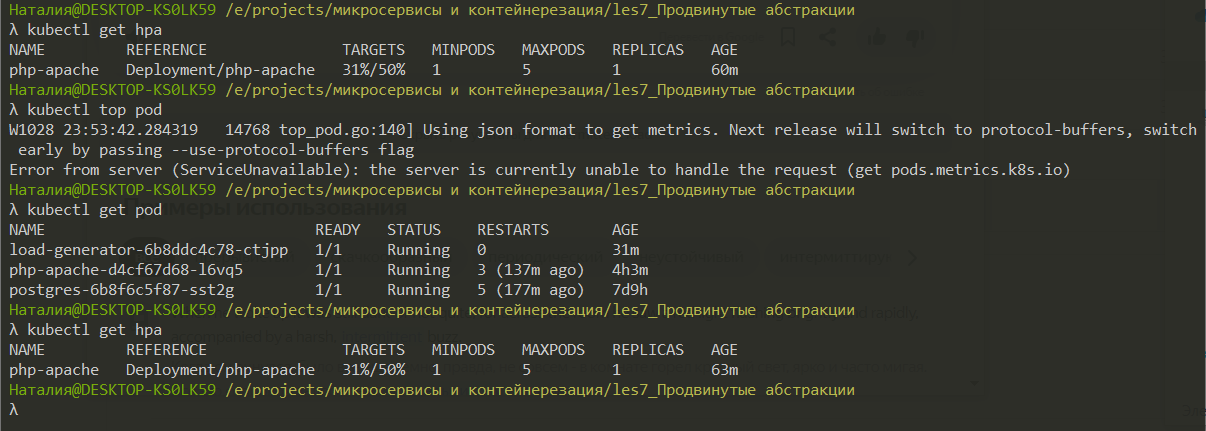 Наталия@DESKTOP-KS0LK59 /e/projects/микросервисы и контейнерезация/les7_Продвинутые абстракции
λ kubectl get hpa
NAME REFERENCE TARGETS MINPODS MAXPODS REPLICAS AGE
php-apache Deployment/php-apache 31%/50% 1 5 1 60m
Наталия@DESKTOP-KS0LK59 /e/projects/микросервисы и контейнерезация/les7_Продвинутые абстракции
λ kubectl top pod
W1028 23:53:42.284319 14768 top_pod.go:140] Using json format to get metrics. Next release will switch to protocol-buffers, switch
early by passing --use-protocol-buffers flag
Error from server (ServiceUnavailable): the server is currently unable to handle the request (get pods.metrics.k8s.io)
Наталия@DESKTOP-KS0LK59 /e/projects/микросервисы и контейнерезация/les7_Продвинутые абстракции
λ kubectl get pod
NAME READY STATUS RESTARTS AGE
load-generator-6b8ddc4c78-ctjpp 1/1 Running 0 31m
php-apache-d4cf67d68-l6vq5 1/1 Running 3 (137m ago) 4h3m
postgres-6b8f6c5f87-sst2g 1/1 Running 5 (177m ago) 7d9h
Наталия@DESKTOP-KS0LK59 /e/projects/микросервисы и контейнерезация/les7_Продвинутые абстракции
λ kubectl get hpa
NAME REFERENCE TARGETS MINPODS MAXPODS REPLICAS AGE
php-apache Deployment/php-apache 31%/50% 1 5 1 63m
Наталия@DESKTOP-KS0LK59 /e/projects/микросервисы и контейнерезация/les7_Продвинутые абстракции
λ